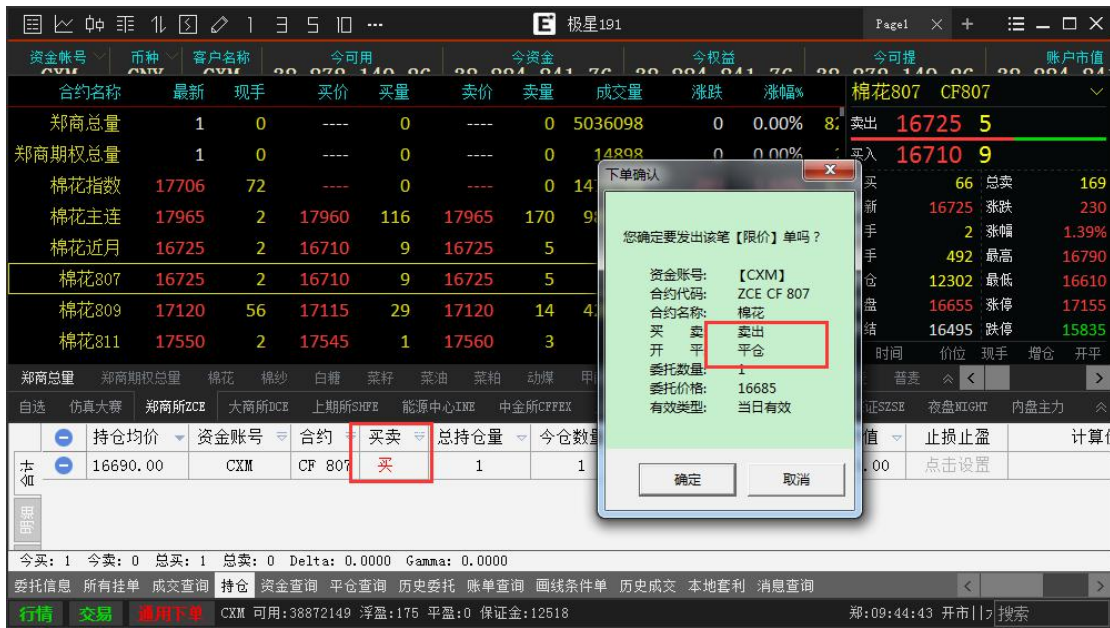 1 ヨ 5 10 ... E 极星191 Page1 × +
资金帐号 币种 客户名称 今可用 今资金 今权益 今可提 账户市值
合约名称 最新 现手 买价 买量 卖价 卖量 成交量 涨跌 涨幅% 棉花807 CF807
郑商总量 1 0 ---- 0 ---- 0 5036098 0 0.00% 卖出 16725 5
郑商期权总量 1 0 ---- 0 ---- 0 14898 0 0.00% 买入 16710 9
棉花指数 17706 72 ---- 0 ---- 0 买 66 总卖 169
棉花主连 17965 2 17960 116 17965 170 新 16725 涨跌 230
棉花近月 16725 2 16710 9 16725 5 手 2 涨幅 1.39%
棉花807 16725 2 16710 9 16725 5 手 492 最高 16790
棉花809 17120 56 17115 29 17120 14 仓 12302 最低 16610
棉花811 17550 2 17545 1 17560 3 盘 16655 涨停 17155
结 16495 跌停 15835
时间 价位 现手 增仓 开平
郑商总量 郑商期权总量 棉花 棉纱 白糖 菜籽 菜油 菜粕 动煤 普麦
自选 仿真大赛 郑商所ZCE 大商所DCE 上期所SHFE 能源中心INE 中金所CFFEX 证SZSE 夜盘NIGHT 内盘主力
下单确认
您确定要发出该笔【限价】单吗？
资金账号: 【CXM】
合约代码: ZCE CF 807
合约名称: 棉花
买 卖: 卖出
开 平: 平仓
委托数量: 1
委托价格: 16685
有效类型: 当日有效
确定 取消
持仓均价 资金账号 合约 买卖 总持仓量 今仓数量 值 止损止盈 计算
16690.00 CXM CF 807 买 1 1 .00 点击设置
今买: 1 今卖: 0 总买: 1 总卖: 0 Delta: 0.0000 Gamma: 0.0000
委托信息 所有挂单 成交查询 持仓 资金查询 平仓查询 历史委托 账单查询 画线条件单 历史成交 本地套利 消息查询
行情 交易 通用下单 CXM 可用:38872149 浮盈:175 平盈:0 保证金:12518 郑:09:44:43 开市|| 搜索